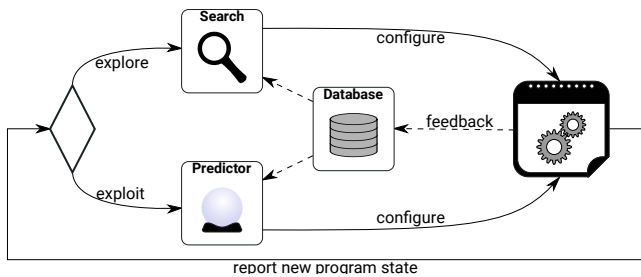 Search
configure
explore
Database
feedback
Predictor
exploit
configure
report new program state